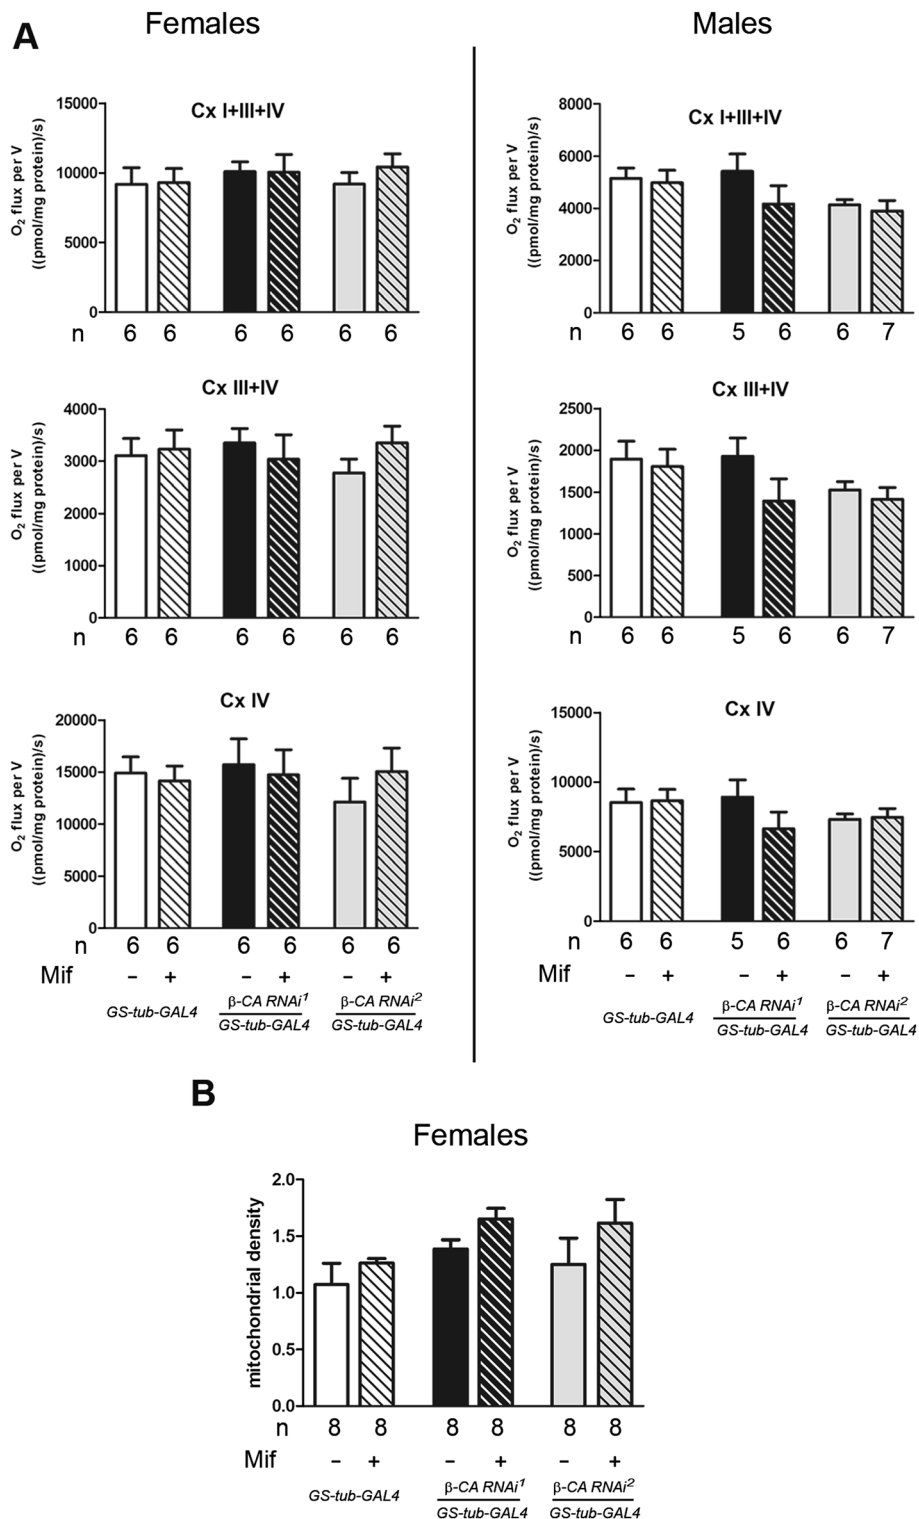 A
Females
Males
Cx I+III+IV
O2 flux per V
((pmol/mg protein)/s)
15000
10000
5000
0
n 6 6 6 6 6 6
Cx I+III+IV
O2 flux per V
((pmol/mg protein)/s)
8000
6000
4000
2000
0
n 6 6 5 6 6 7
Cx III+IV
O2 flux per V
((pmol/mg protein)/s)
4000
3000
2000
1000
0
n 6 6 6 6 6 6
Cx III+IV
O2 flux per V
((pmol/mg protein)/s)
2500
2000
1500
1000
500
0
n 6 6 5 6 6 7
Cx IV
O2 flux per V
((pmol/mg protein)/s)
20000
15000
10000
5000
0
n 6 6 6 6 6 6
Mif − + − + − +
GS-tub-GAL4
β-CA RNAi1
GS-tub-GAL4
β-CA RNAi2
GS-tub-GAL4
Cx IV
O2 flux per V
((pmol/mg protein)/s)
15000
10000
5000
0
n 6 6 5 6 6 7
Mif − + − + − +
GS-tub-GAL4
β-CA RNAi1
GS-tub-GAL4
β-CA RNAi2
GS-tub-GAL4
B
Females
mitochondrial density
2.0
1.5
1.0
0.5
0.0
n 8 8 8 8 8 8
Mif − + − + − +
GS-tub-GAL4
β-CA RNAi1
GS-tub-GAL4
β-CA RNAi2
GS-tub-GAL4